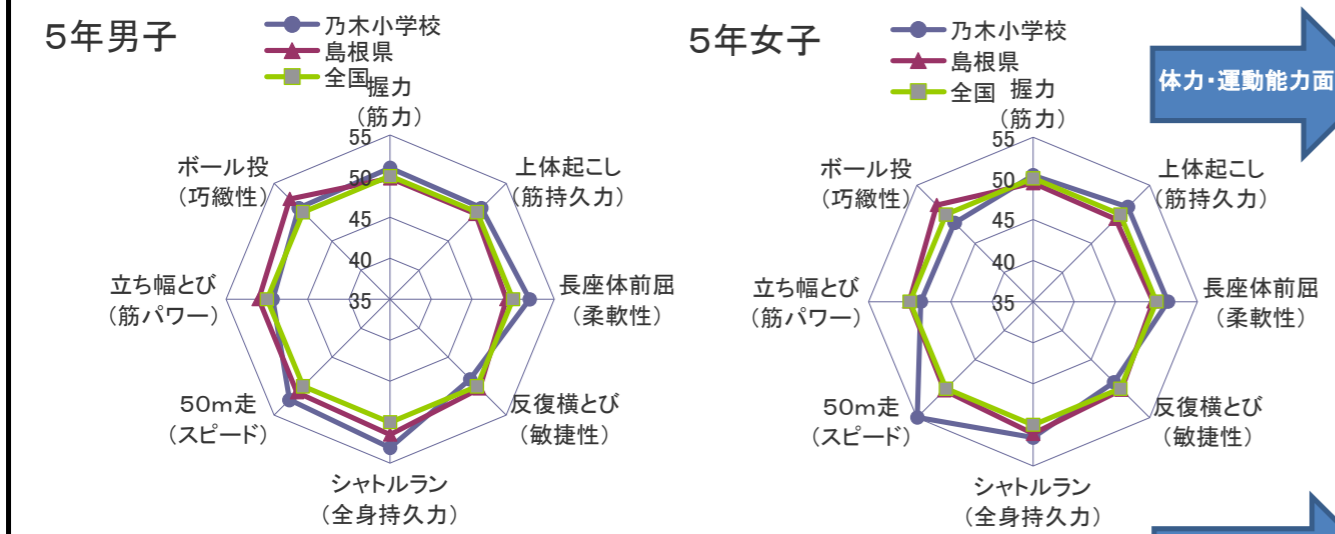 5年男子
乃木小学校
島根県
全国
握力
(筋力)
上体起こし
(筋持久力)
長座体前屈
(柔軟性)
反復横とび
(敏捷性)
シャトルラン
(全身持久力)
50m走
(スピード)
立ち幅とび
(筋パワー)
ボール投
(巧緻性)
55
50
45
40
35
5年女子
乃木小学校
島根県
全国
握力
(筋力)
上体起こし
(筋持久力)
長座体前屈
(柔軟性)
反復横とび
(敏捷性)
シャトルラン
(全身持久力)
50m走
(スピード)
立ち幅とび
(筋パワー)
ボール投
(巧緻性)
55
50
45
40
35
体力・運動能力面